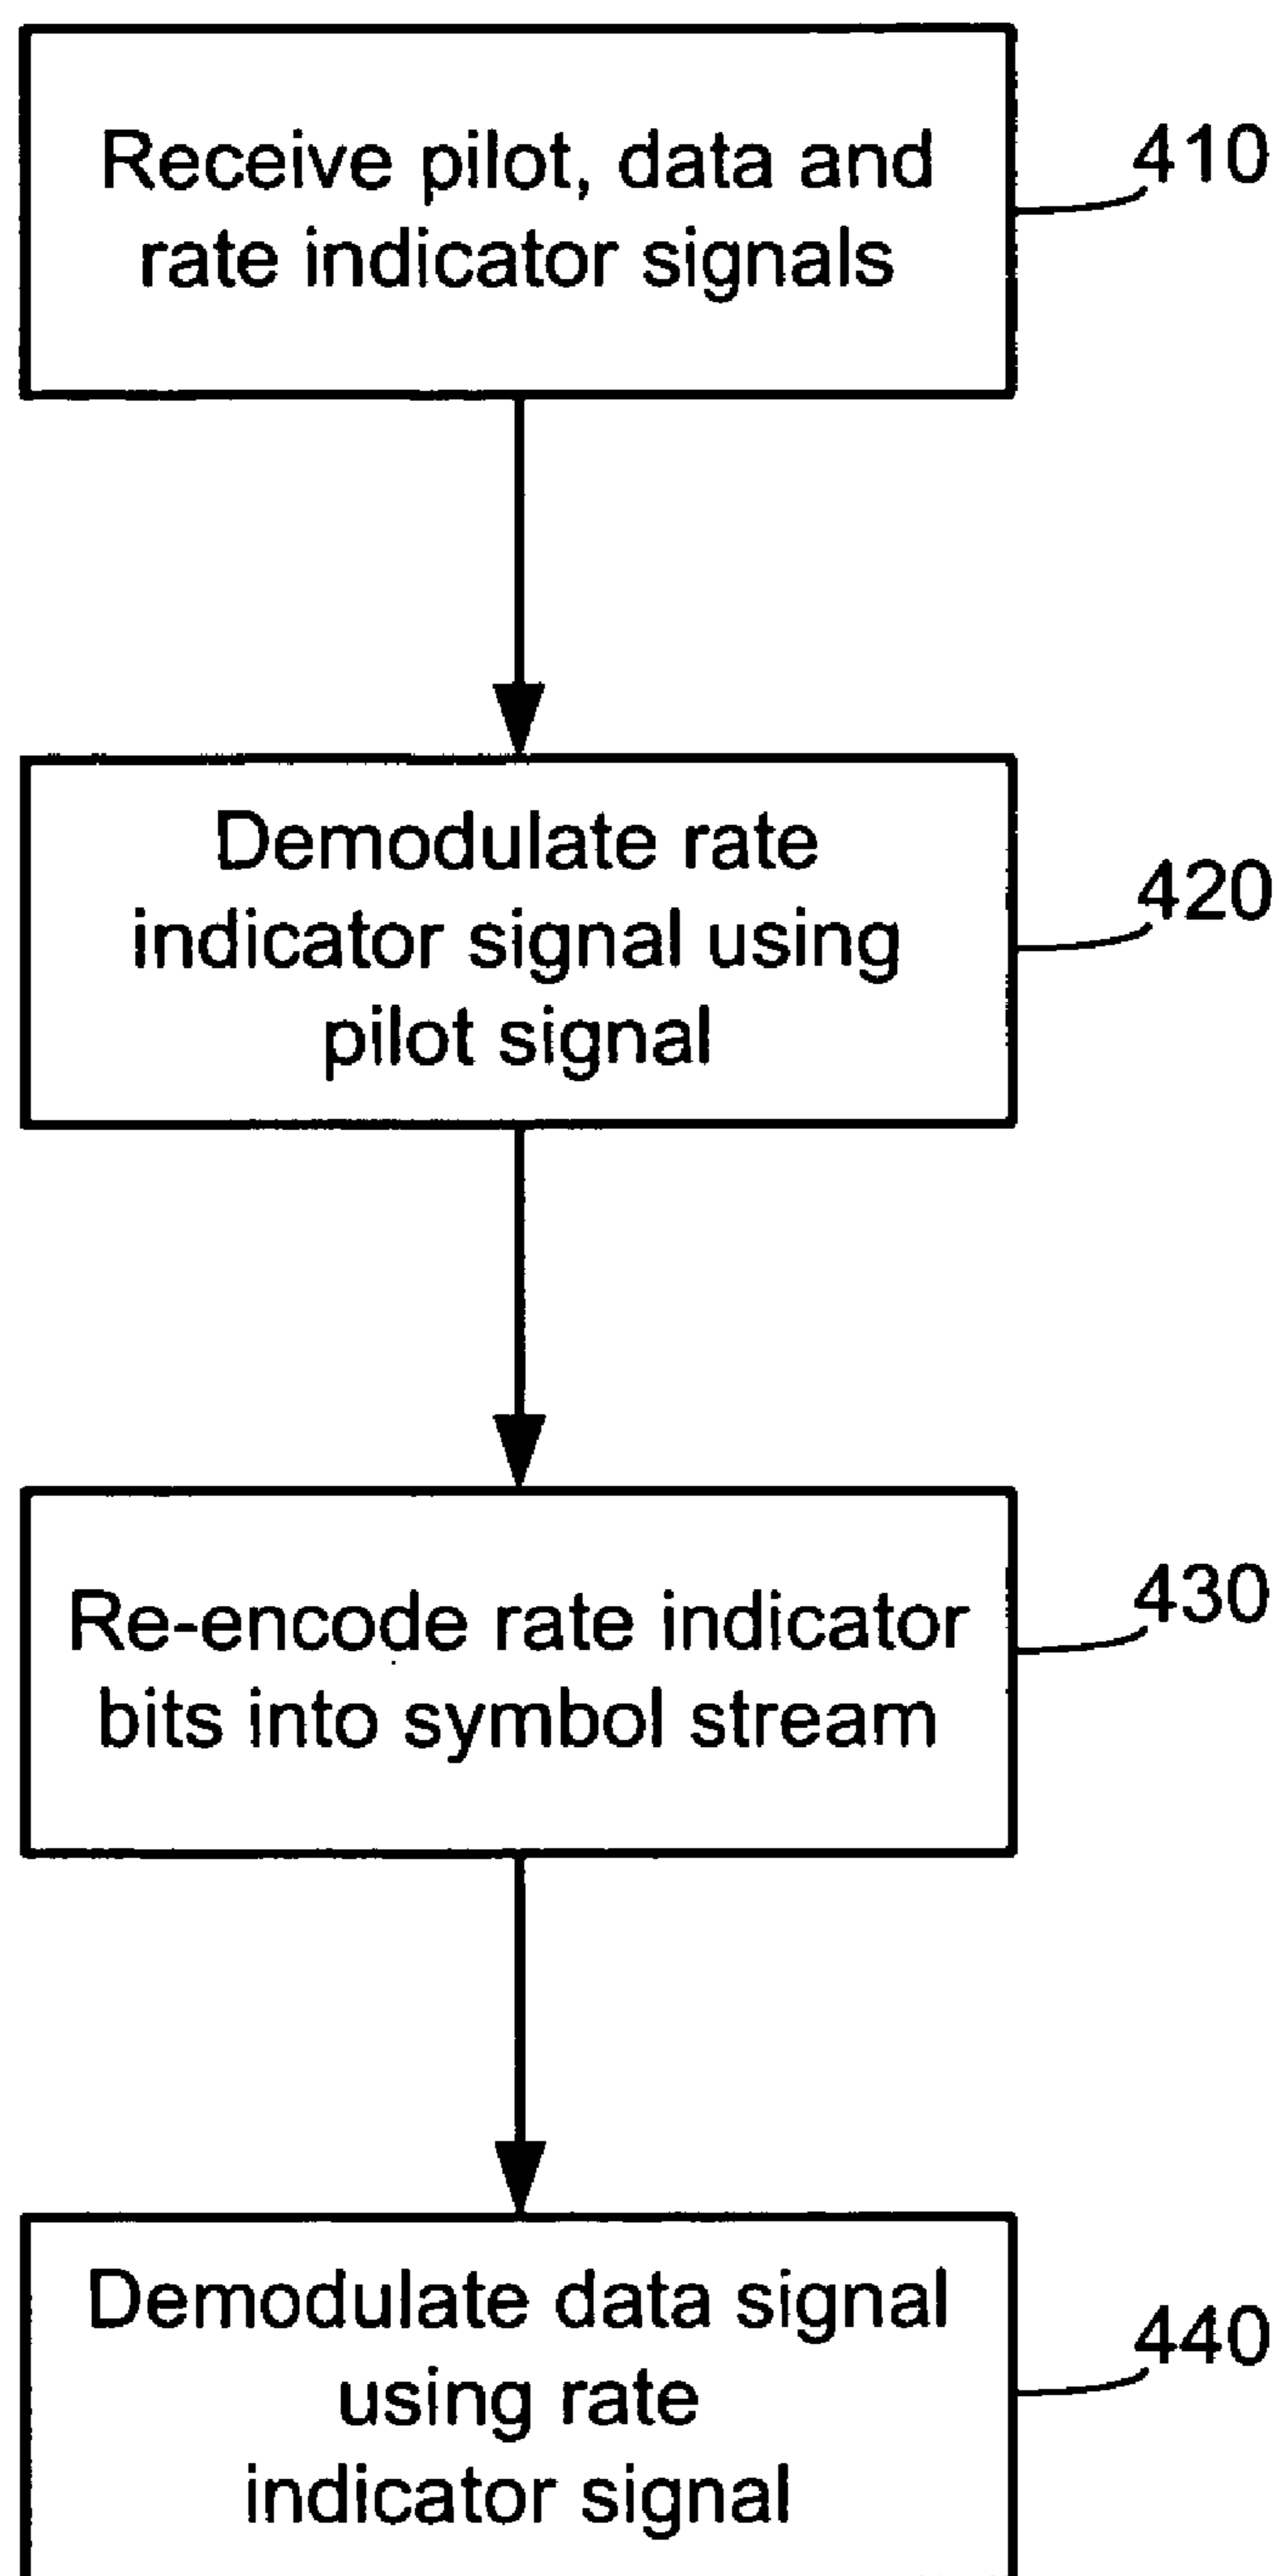 Receive pilot, data and
rate indicator signals
410
Demodulate rate
indicator signal using
pilot signal
420
Re-encode rate indicator
bits into symbol stream
430
Demodulate data signal
using rate
indicator signal
440